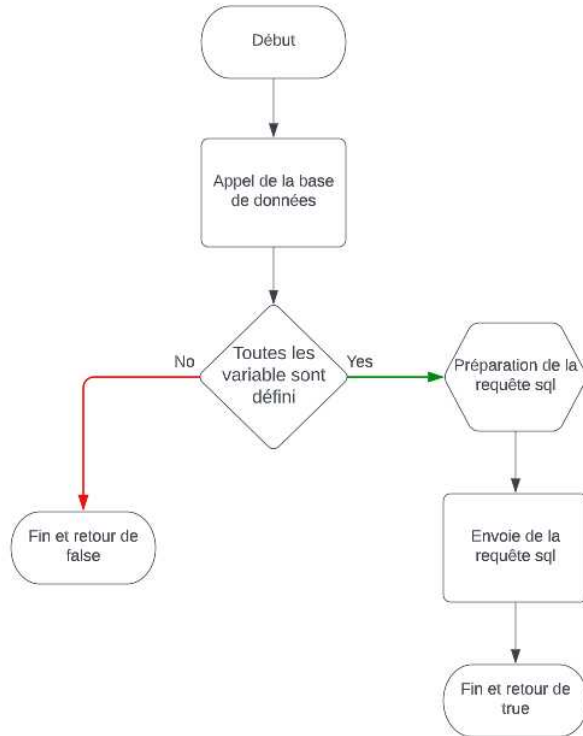 Début
Appel de la base
de données
No
Toutes les
variable sont
défini
Yes
Préparation de la
requête sql
Fin et retour de
false
Envoie de la
requête sql
Fin et retour de
true